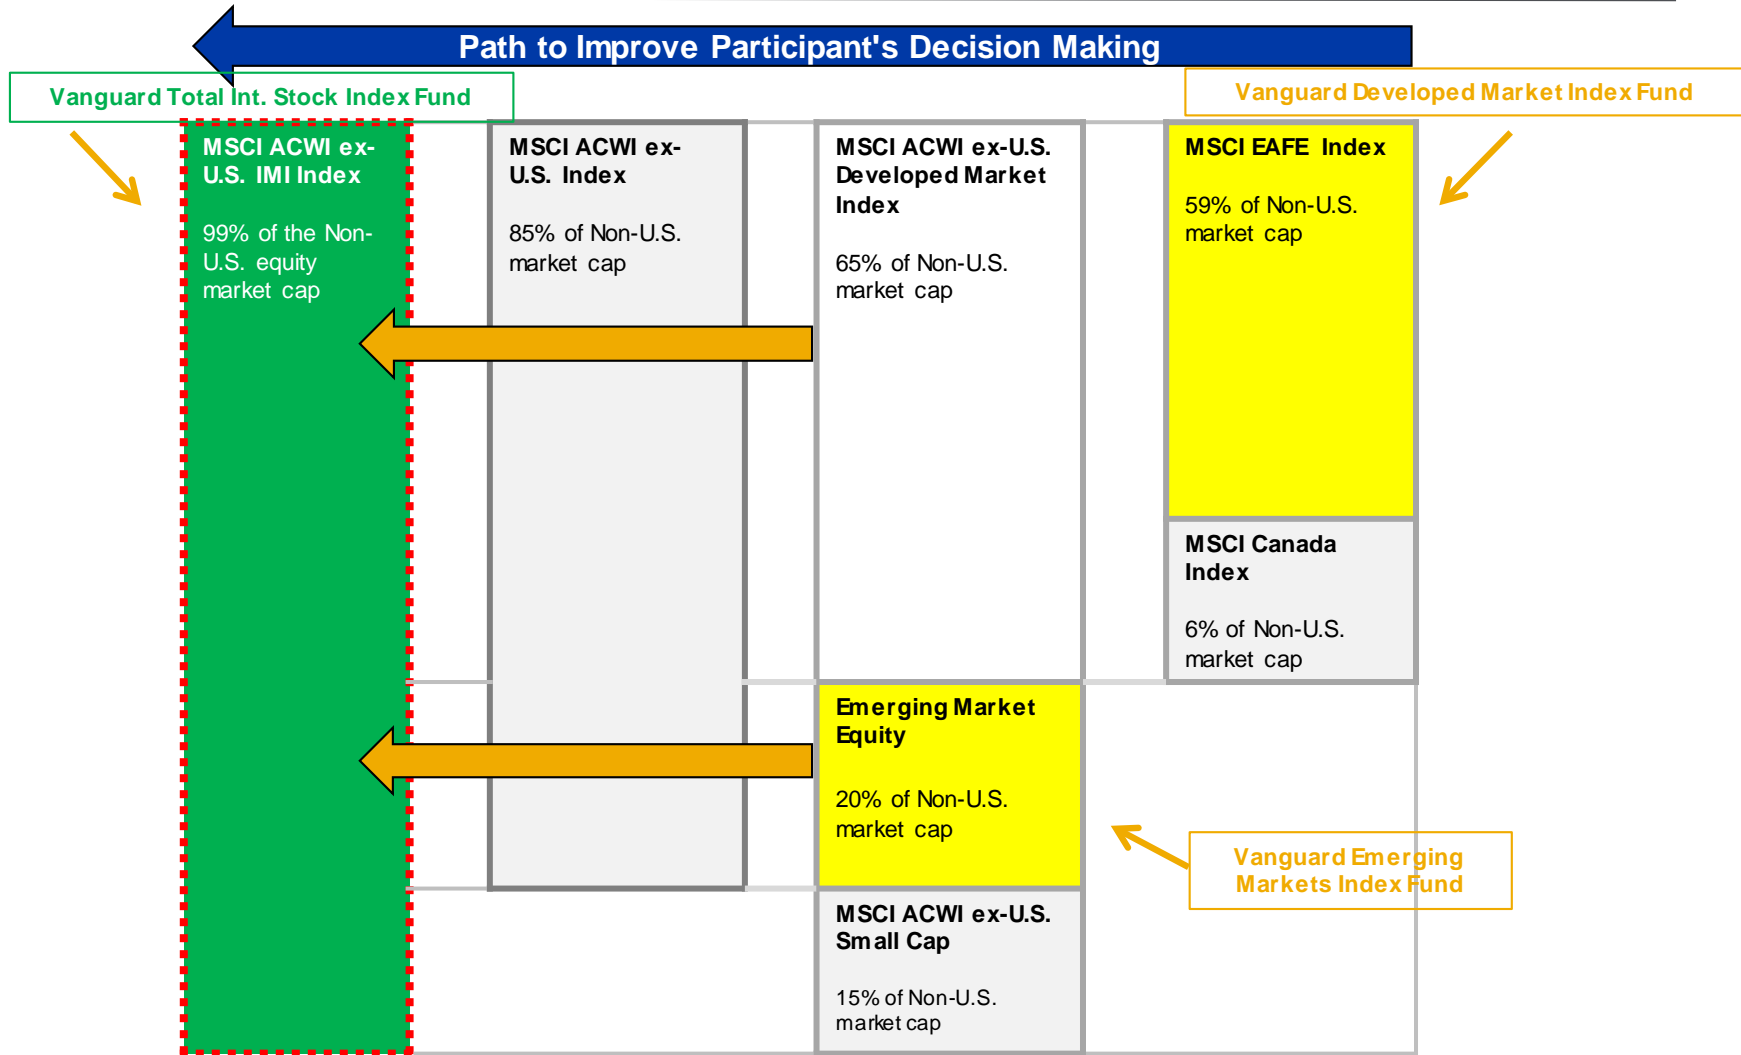 Path to Improve Participant's Decision Making
Vanguard Total Int. Stock Index Fund
Vanguard Developed Market Index Fund
MSCI ACWI ex-
U.S. IMI Index
99% of the Non-
U.S. equity
market cap
MSCI ACWI ex-
U.S. Index
85% of Non-U.S.
market cap
MSCI ACWI ex-U.S.
Developed Market
Index
65% of Non-U.S.
market cap
MSCI EAFE Index
59% of Non-U.S.
market cap
MSCI Canada
Index
6% of Non-U.S.
market cap
Emerging Market
Equity
20% of Non-U.S.
market cap
Vanguard Emerging
Markets Index Fund
MSCI ACWI ex-U.S.
Small Cap
15% of Non-U.S.
market cap